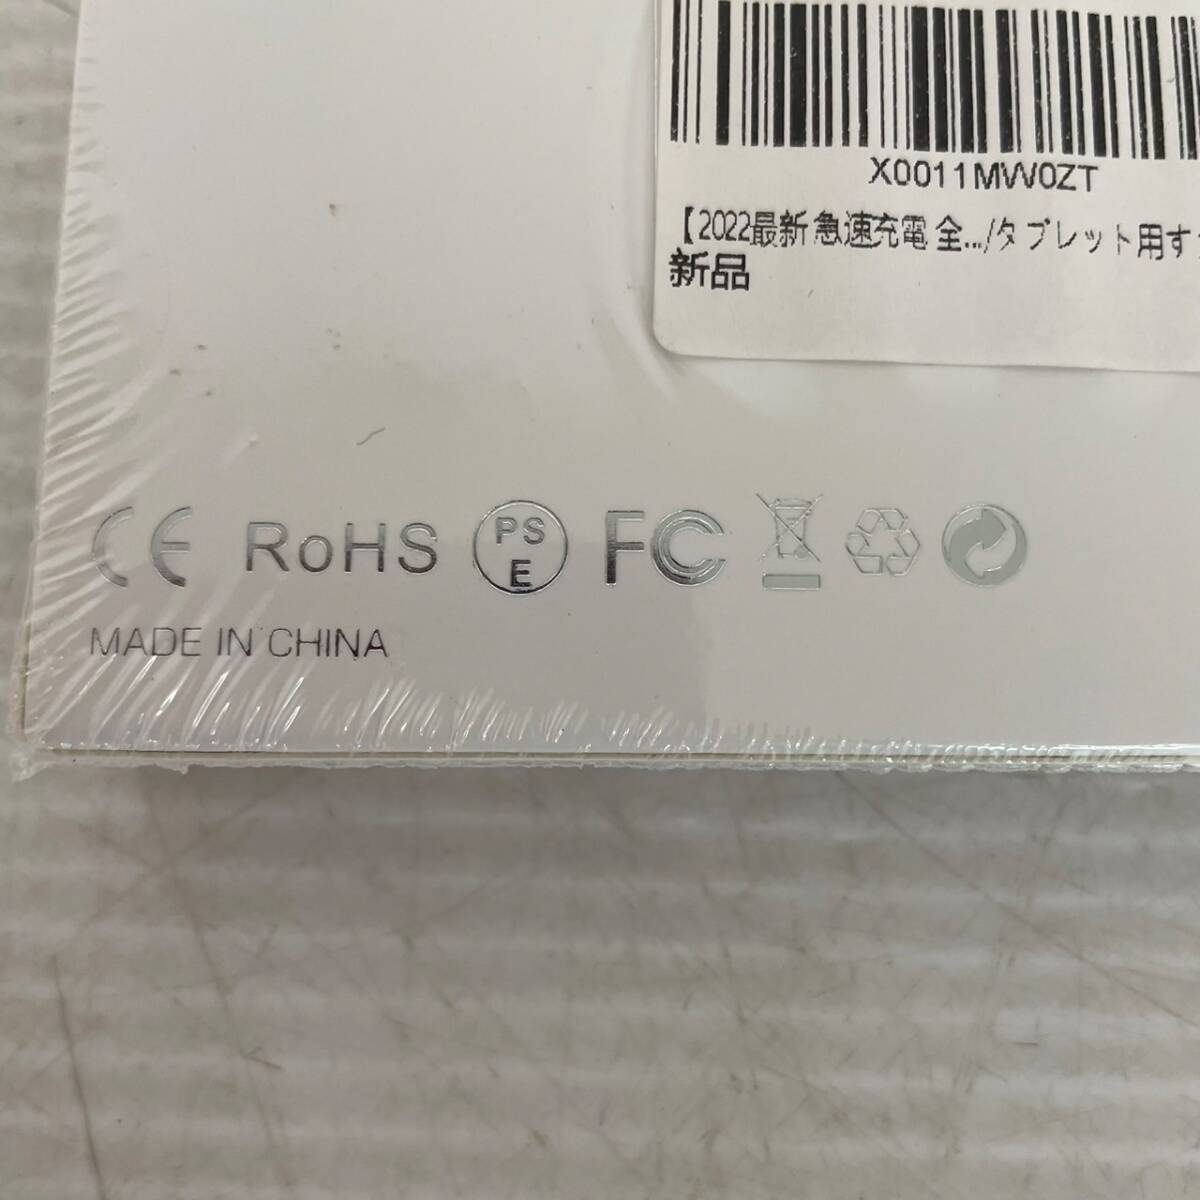 X0011MW0ZT
【2022最新 急速充電 全.../タブレット用す
新品
CE RoHS PSE FC
MADE IN CHINA